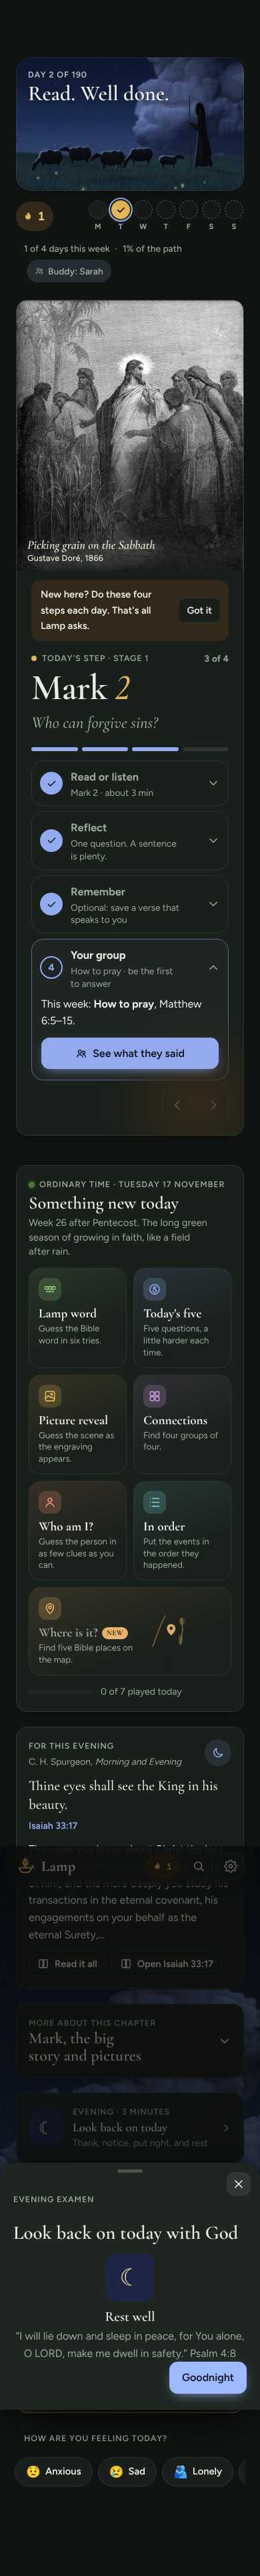 DAY 2 OF 190
Read. Well done.
1
M T W T F S S
1 of 4 days this week · 1% of the path
Buddy: Sarah
Picking grain on the Sabbath
Gustave Doré, 1866
New here? Do these four
steps each day. That's all
Lamp asks.
Got it
TODAY'S STEP · STAGE 1
3 of 4
Mark 2
Who can forgive sins?
Read or listen
Mark 2 · about 3 min
Reflect
One question. A sentence
is plenty.
Remember
Optional: save a verse that
speaks to you
4
Your group
How to pray · be the first
to answer
This week: How to pray, Matthew
6:5–15.
See what they said
ORDINARY TIME · TUESDAY 17 NOVEMBER
Something new today
Week 26 after Pentecost. The long green
season of growing in faith, like a field
after rain.
Lamp word
Guess the Bible
word in six tries.
Today's five
Five questions, a
little harder each
time.
Picture reveal
Guess the scene as
the engraving
appears.
Connections
Find four groups of
four.
Who am I?
Guess the person in
as few clues as you
can.
In order
Put the events in
the order they
happened.
Where is it? NEW
Find five Bible places on
the map.
0 of 7 played today
FOR THIS EVENING
C. H. Spurgeon, Morning and Evening
Thine eyes shall see the King in his
beauty.
Isaiah 33:17
Lamp
1
transactions in the eternal covenant, his
engagements on your behalf as the
eternal Surety,...
Read it all
Open Isaiah 33:17
MORE ABOUT THIS CHAPTER
Mark, the big
story and pictures
EVENING · 3 MINUTES
Look back on today
Thank, notice, put right, and rest
EVENING EXAMEN
Look back on today with God
Rest well
“I will lie down and sleep in peace, for You alone,
O LORD, make me dwell in safety.” Psalm 4:8
Goodnight
HOW ARE YOU FEELING TODAY?
Anxious
Sad
Lonely